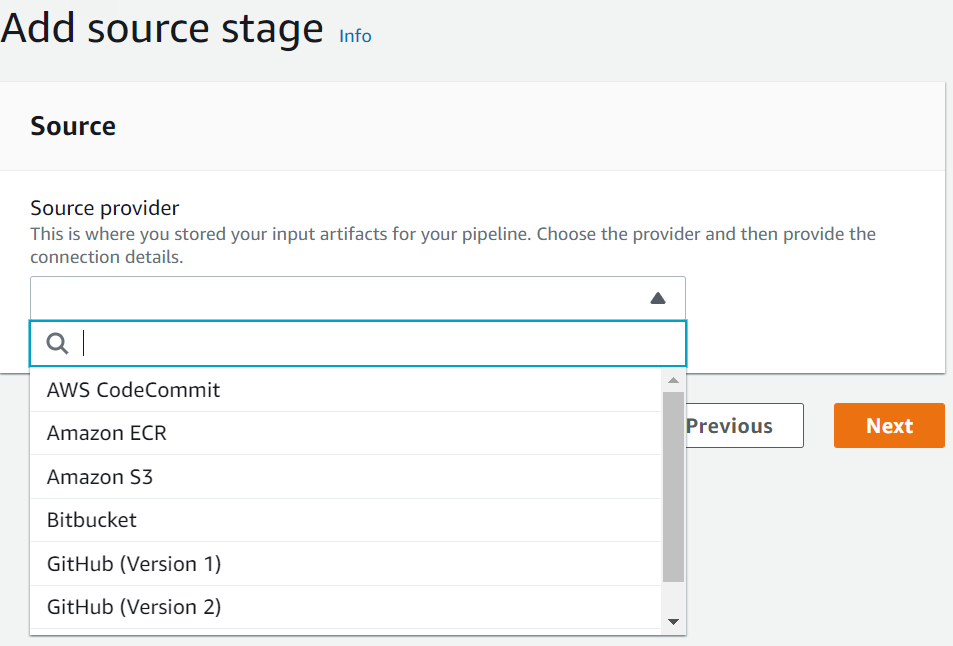 Add source stage Info
Source
Source provider
This is where you stored your input artifacts for your pipeline. Choose the provider and then provide the
connection details.
AWS CodeCommit
Amazon ECR
Previous
Next
Amazon S3
Bitbucket
GitHub (Version 1)
GitHub (Version 2)